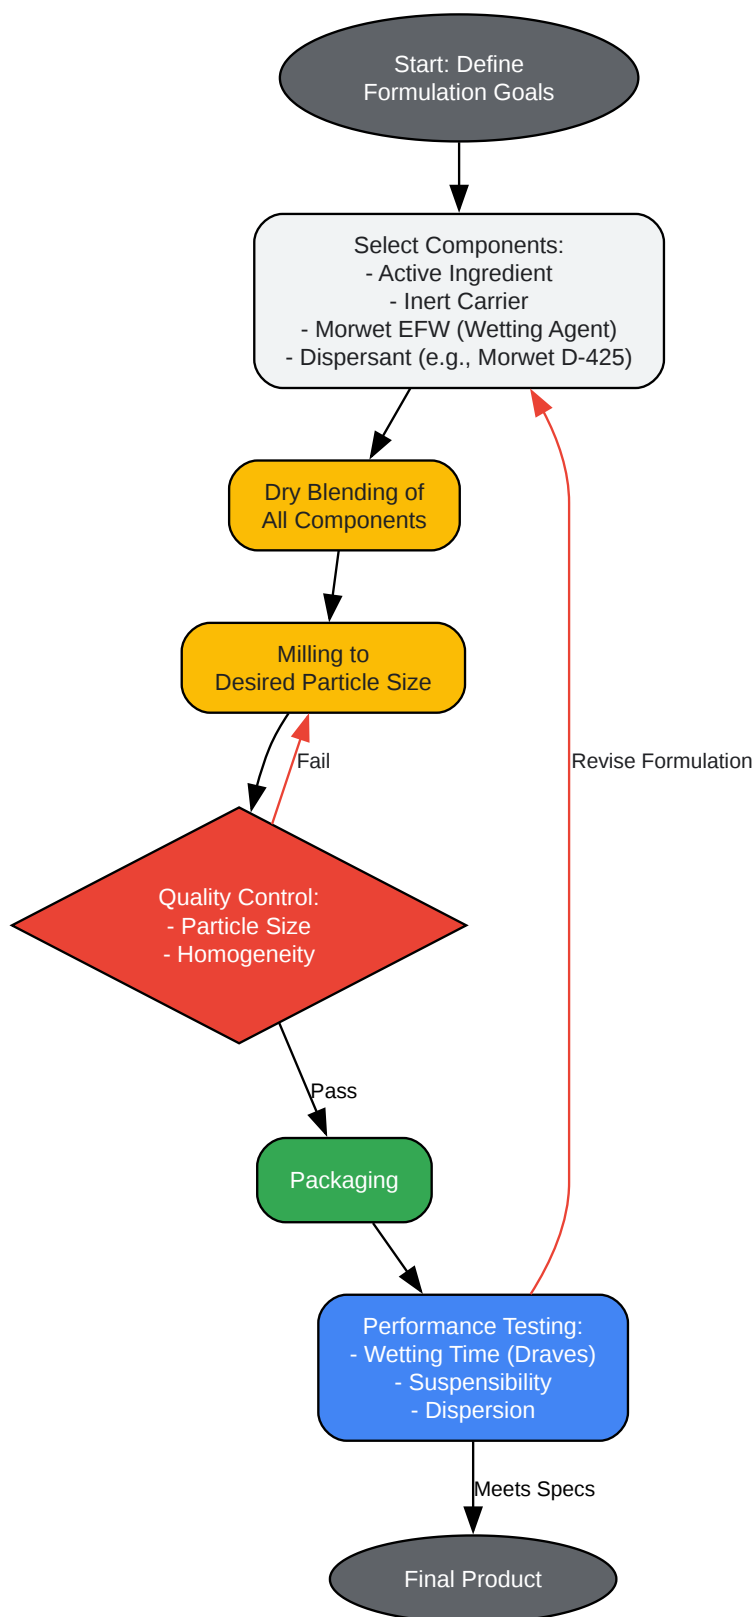 Start: Define
Formulation Goals
Select Components:
- Active Ingredient
- Inert Carrier
- Morwet EFW (Wetting Agent)
- Dispersant (e.g., Morwet D-425)
Dry Blending of
All Components
Milling to
Desired Particle Size
Fail
Revise Formulation
Quality Control:
- Particle Size
- Homogeneity
Pass
Packaging
Performance Testing:
- Wetting Time (Draves)
- Suspensibility
- Dispersion
Meets Specs
Final Product